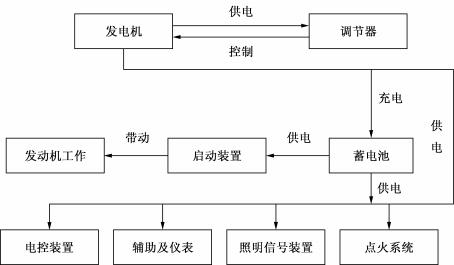 供电
发电机
调节器
控制
充电
供电
带动
供电
发动机工作
启动装置
蓄电池
供电
电控装置
辅助及仪表
照明信号装置
点火系统